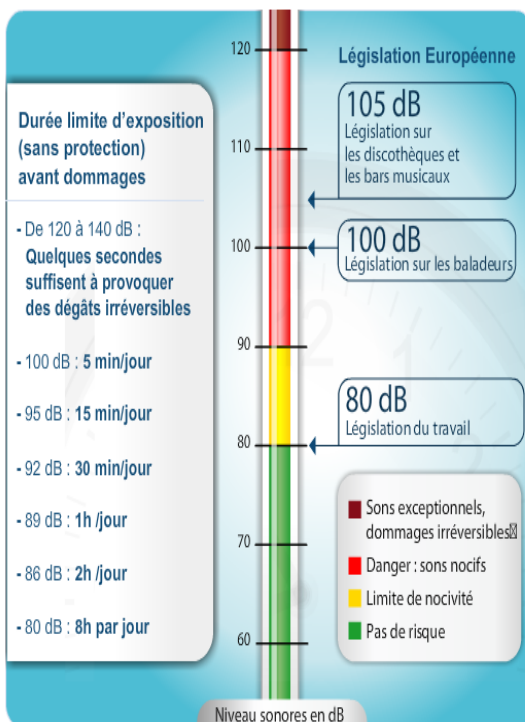 Durée limite d'exposition
(sans protection)
avant dommages
- De 120 à 140 dB :
Quelques secondes
suffisent à provoquer
des dégâts irréversibles
- 100 dB : 5 min/jour
- 95 dB : 15 min/jour
- 92 dB : 30 min/jour
- 89 dB : 1h /jour
- 86 dB : 2h /jour
- 80 dB : 8h par jour
120
110
100
90
80
70
60
Niveau sonores en dB
Législation Européenne
105 dB
Législation sur
les discothèques et
les bars musicaux
100 dB
Législation sur les baladeurs
80 dB
Législation du travail
Sons exceptionnels,
dommages irréversibles
Danger : sons nocifs
Limite de nocivité
Pas de risque